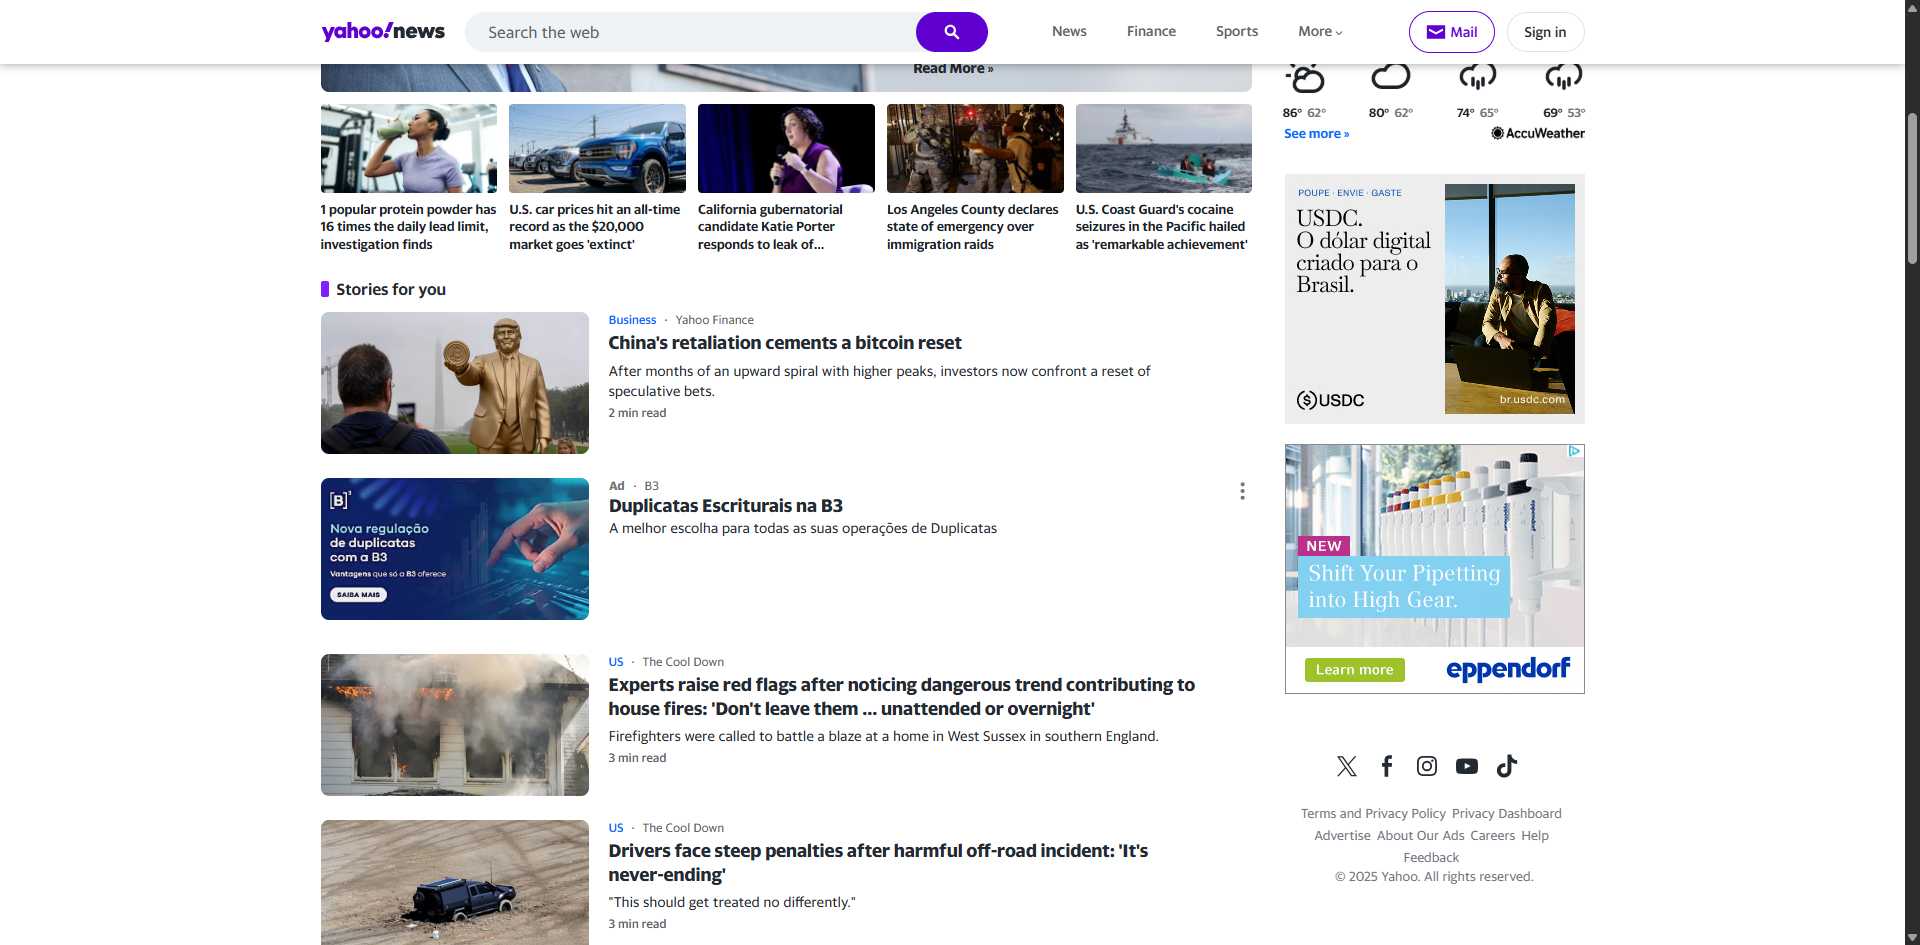 yahoo!news
Search the web
News
Finance
Sports
More
Mail
Sign in
Read More »
1 popular protein powder has
16 times the daily lead limit,
investigation finds
U.S. car prices hit an all-time
record as the $20,000
market goes 'extinct'
California gubernatorial
candidate Katie Porter
responds to leak of...
Los Angeles County declares
state of emergency over
immigration raids
U.S. Coast Guard's cocaine
seizures in the Pacific hailed
as 'remarkable achievement'
86° 62°
80° 62°
74° 65°
69° 53°
See more »
AccuWeather
Stories for you
Business · Yahoo Finance
China's retaliation cements a bitcoin reset
After months of an upward spiral with higher peaks, investors now confront a reset of
speculative bets.
2 min read
[B]³
Nova regulação
de duplicatas
com a B3
Vantagens que só a B3 oferece
SAIBA MAIS
Ad · B3
Duplicatas Escriturais na B3
A melhor escolha para todas as suas operações de Duplicatas
US · The Cool Down
Experts raise red flags after noticing dangerous trend contributing to
house fires: 'Don't leave them ... unattended or overnight'
Firefighters were called to battle a blaze at a home in West Sussex in southern England.
3 min read
US · The Cool Down
Drivers face steep penalties after harmful off-road incident: 'It's
never-ending'
"This should get treated no differently."
3 min read
POUPE · ENVIE · GASTE
USDC.
O dólar digital
criado para o
Brasil.
USDC
br.usdc.com
eppendorf
NEW
Shift Your Pipetting
into High Gear.
Learn more
eppendorf
Terms and Privacy Policy Privacy Dashboard
Advertise About Our Ads Careers Help
Feedback
© 2025 Yahoo. All rights reserved.